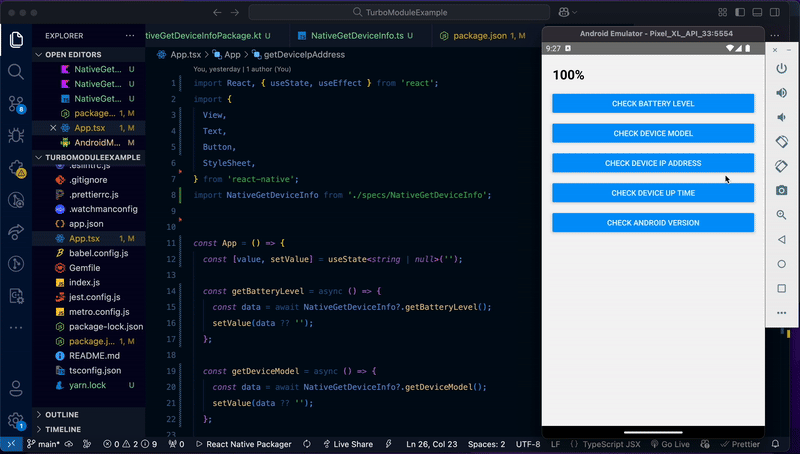 TurboModuleExample
EXPLORER
OPEN EDITORS
NativeGet... U
NativeGet... U
NativeGet... U
package... 1, M
App.tsx 1, M
AndroidM... M
TURBOMODULEEXAMPLE
.eslintrc.js
.gitignore
.prettierrc.js
.watchmanconfig
app.json
App.tsx 1, M
babel.config.js
Gemfile
index.js
jest.config.js
metro.config.js
package-lock.json
package.j... 1, M
README.md
tsconfig.json
yarn.lock U
OUTLINE
TIMELINE
8
1
1
ativeGetDeviceInfoPackage.kt U
NativeGetDeviceInfo.ts U
package.json 1, M
App.tsx > App > getDeviceIpAddress
You, yesterday | 1 author (You)
1 import React, { useState, useEffect } from 'react';
2 import {
3 View,
4 Text,
5 Button,
6 StyleSheet,
7 } from 'react-native';
8 import NativeGetDeviceInfo from './specs/NativeGetDeviceInfo';
9
10
11 const App = () => {
12 const [value, setValue] = useState<string | null>('');
13
14 const getBatteryLevel = async () => {
15 const data = await NativeGetDeviceInfo?.getBatteryLevel();
16 setValue(data ?? '');
17 };
18
19 const getDeviceModel = async () => {
20 const data = await NativeGetDeviceInfo?.getDeviceModel();
21 setValue(data ?? '');
22 };
23
Android Emulator - Pixel_XL_API_33:5554
9:27
100%
CHECK BATTERY LEVEL
CHECK DEVICE MODEL
CHECK DEVICE IP ADDRESS
CHECK DEVICE UP TIME
CHECK ANDROID VERSION
main* 0 2 9 0 React Native Packager Live Share Ln 26, Col 23 Spaces: 2 UTF-8 LF {} TypeScript JSX Go Live Prettier